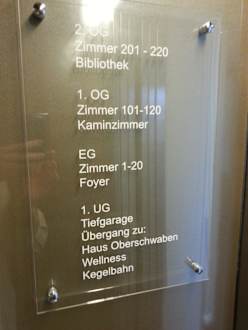 2. OG
Zimmer 201 - 220
Bibliothek
1. OG
Zimmer 101-120
Kaminzimmer
EG
Zimmer 1-20
Foyer
1. UG
Tiefgarage
Übergang zu:
Haus Oberschwaben
Wellness
Kegelbahn